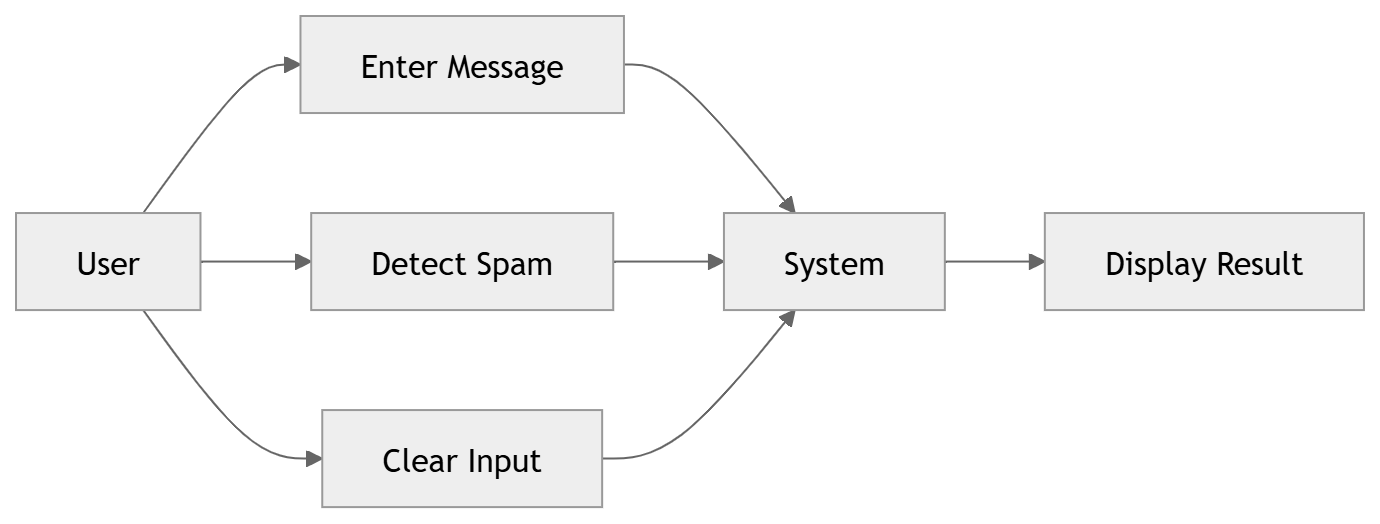 Enter Message
User
Detect Spam
System
Display Result
Clear Input